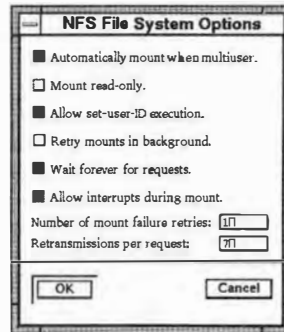 NFS File System Options
Automatically mount when multiuser.
Mount read-only.
Allow set-user-ID execution.
Retry mounts in background.
Wait forever for requests.
Allow interrupts during mount.
Number of mount failure retries:
Retransmissions per request:
OK
Cancel